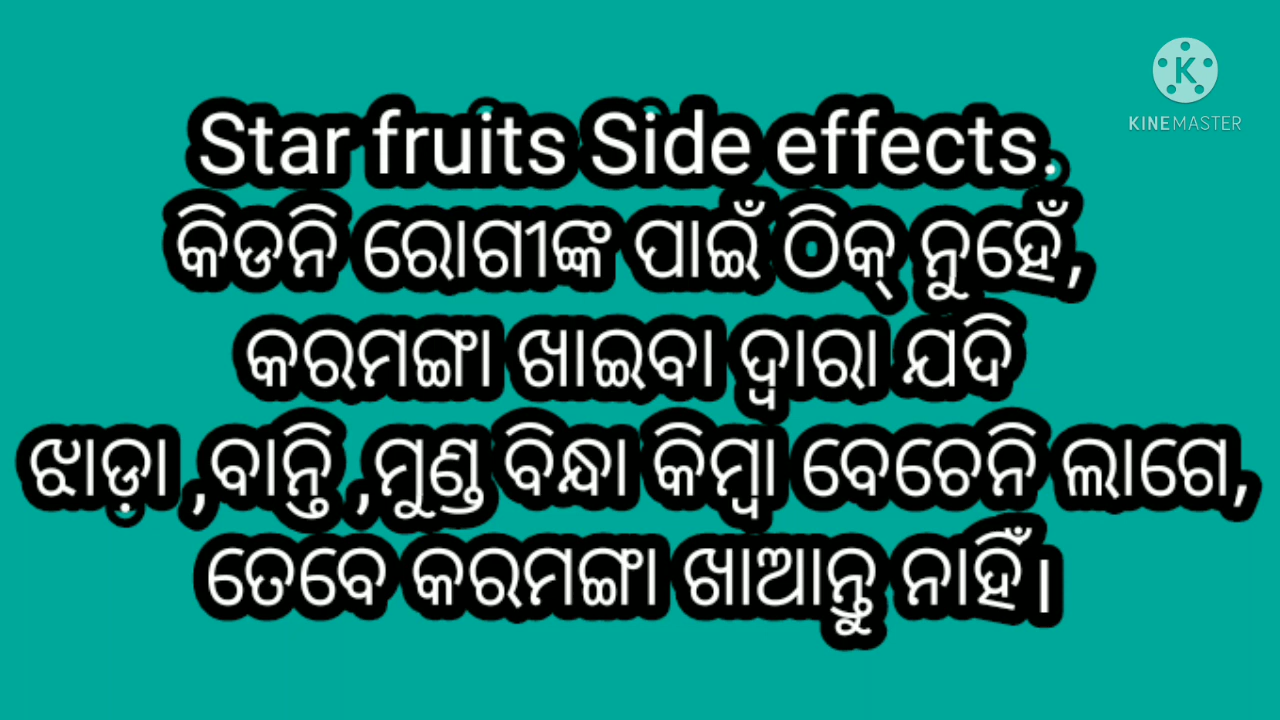 KINEMASTER
Star fruits Side effects.
କିଡନି ରୋଗୀଙ୍କ ପାଇଁ ଠିକ୍ ନୁହେଁ,
କରମଙ୍ଗା ଖାଇବା ଦ୍ଵାରା ଯଦି
ଝାଡ଼ା ,ବାନ୍ତି ,ମୁଣ୍ଡ ବିନ୍ଧା କିମ୍ବା ବେଚେନି ଲାଗେ,
ତେବେ କରମଙ୍ଗା ଖାଆନ୍ତୁ ନାହିଁ।